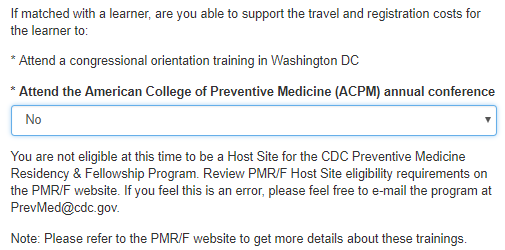 If matched with a learner, are you able to support the travel and registration costs for
the learner to:
* Attend a congressional orientation training in Washington DC
* Attend the American College of Preventive Medicine (ACPM) annual conference
No
You are not eligible at this time to be a Host Site for the CDC Preventive Medicine
Residency & Fellowship Program. Review PMR/F Host Site eligibility requirements on
the PMR/F website. If you feel this is an error, please feel free to e-mail the program at
PrevMed@cdc.gov.
Note: Please refer to the PMR/F website to get more details about these trainings.